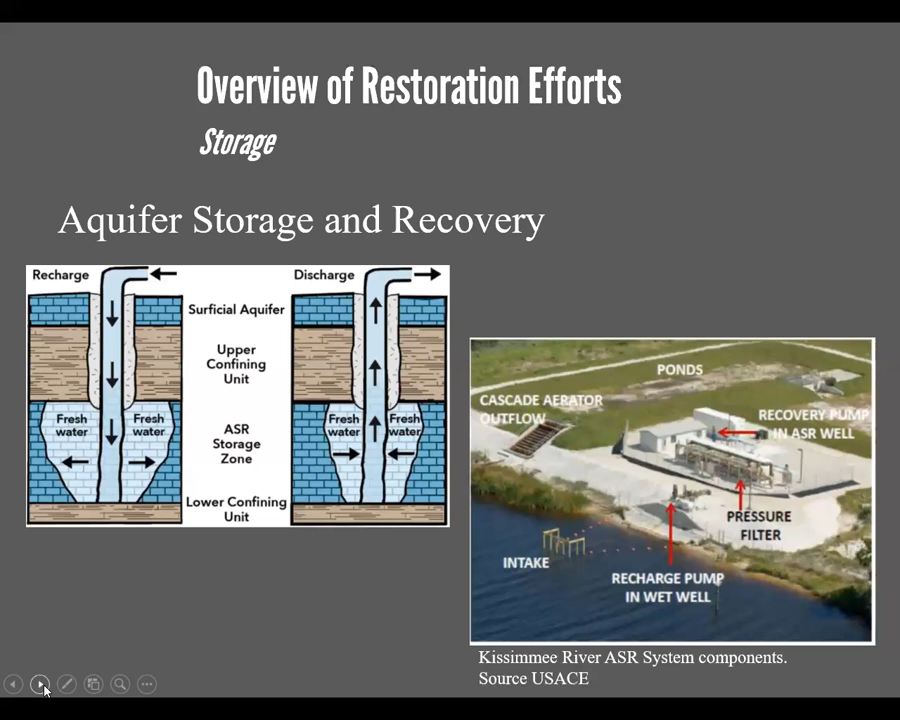 Overview of Restoration Efforts
Storage
Aquifer Storage and Recovery
Recharge
Discharge
Surficial Aquifer
Upper
Confining
Unit
Fresh
water
Fresh
water
ASR
Storage
Zone
Fresh
water
Fresh
water
Lower Confining
Unit
PONDS
CASCADE AERATOR
OUTFLOW
RECOVERY PUMP
IN ASR WELL
PRESSURE
FILTER
INTAKE
RECHARGE PUMP
IN WET WELL
Kissimmee River ASR System components.
Source USACE